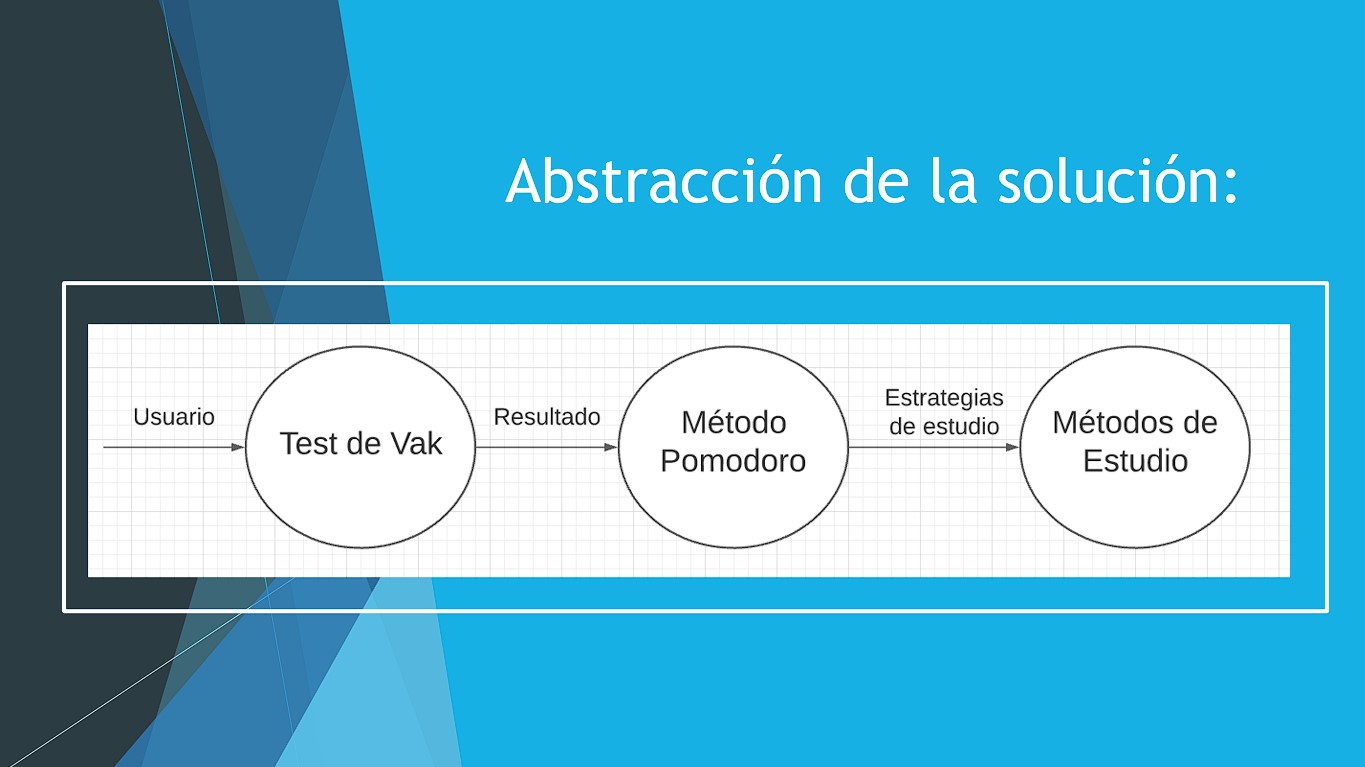 Abstracción de la solución:
Usuario
Test de Vak
Resultado
Método
Pomodoro
Estrategias
de estudio
Métodos de
Estudio